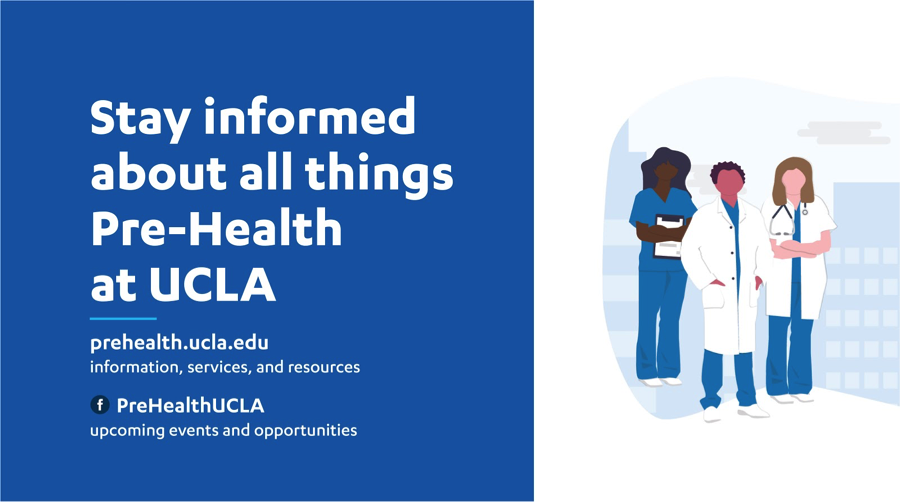 Stay informed
about all things
Pre-Health
at UCLA
prehealth.ucla.edu
information, services, and resources
PreHealthUCLA
upcoming events and opportunities